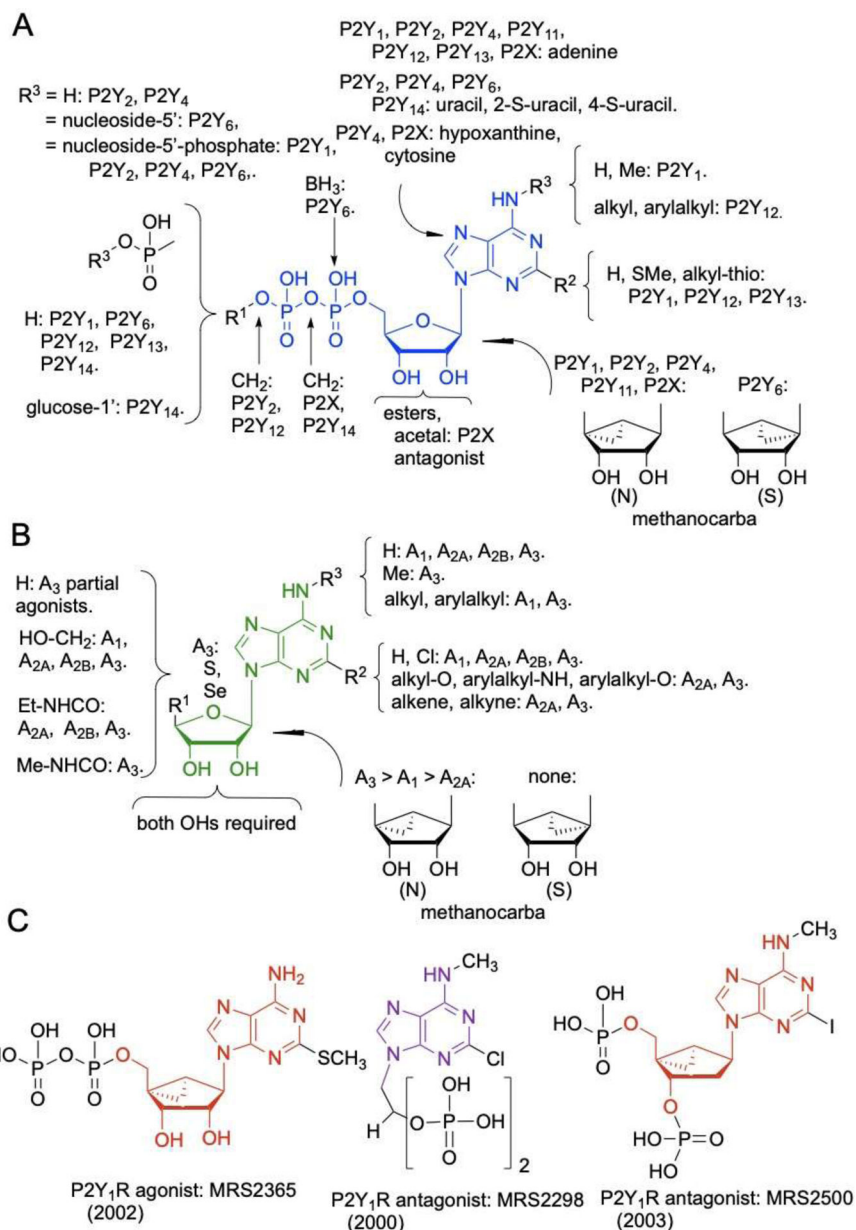 A
P2Y1, P2Y2, P2Y4, P2Y11,
P2Y12, P2Y13, P2X: adenine
P2Y2, P2Y4, P2Y6,
P2Y14: uracil, 2-S-uracil, 4-S-uracil.
P2Y4, P2X: hypoxanthine,
cytosine
R3 = H: P2Y2, P2Y4
= nucleoside-5': P2Y6,
= nucleoside-5'-phosphate: P2Y1,
P2Y2, P2Y4, P2Y6,.
BH3:
P2Y6.
HN R3
H, Me: P2Y1.
alkyl, arylalkyl: P2Y12.
OH
R3 O P
O
N N
N N
R2
H, SMe, alkyl-thio:
P2Y1, P2Y12, P2Y13.
OH OH
R1 O P O P O
O O
O
OH OH
H: P2Y1, P2Y6,
P2Y12, P2Y13,
P2Y14.
glucose-1': P2Y14.
CH2:
P2Y2,
P2Y12
CH2:
P2X,
P2Y14
esters,
acetal: P2X
antagonist
P2Y1, P2Y2, P2Y4,
P2Y11, P2X:
P2Y6:
OH OH
(N)
OH OH
(S)
methanocarba
B
H: A3 partial
agonists.
HO-CH2: A1,
A2A, A2B, A3.
Et-NHCO:
A2A, A2B, A3.
Me-NHCO: A3.
A3:
S,
Se
R1 O
OH OH
both OHs required
HN R3
N N
N N
R2
H: A1, A2A, A2B, A3.
Me: A3.
alkyl, arylalkyl: A1, A3.
H, Cl: A1, A2A, A2B, A3.
alkyl-O, arylalkyl-NH, arylalkyl-O: A2A, A3.
alkene, alkyne: A2A, A3.
A3 > A1 > A2A:
none:
OH OH
(N)
OH OH
(S)
methanocarba
C
NH2
N N
N N
SCH3
OH OH
HO P O P O
O O
OH OH
P2Y1R agonist: MRS2365
(2002)
HN CH3
N N
N N
Cl
H
OH
O P OH
O
2
P2Y1R antagonist: MRS2298
(2000)
HN CH3
N N
N N
I
OH
HO P O
O
O
HO P O
HO
P2Y1R antagonist: MRS2500
(2003)